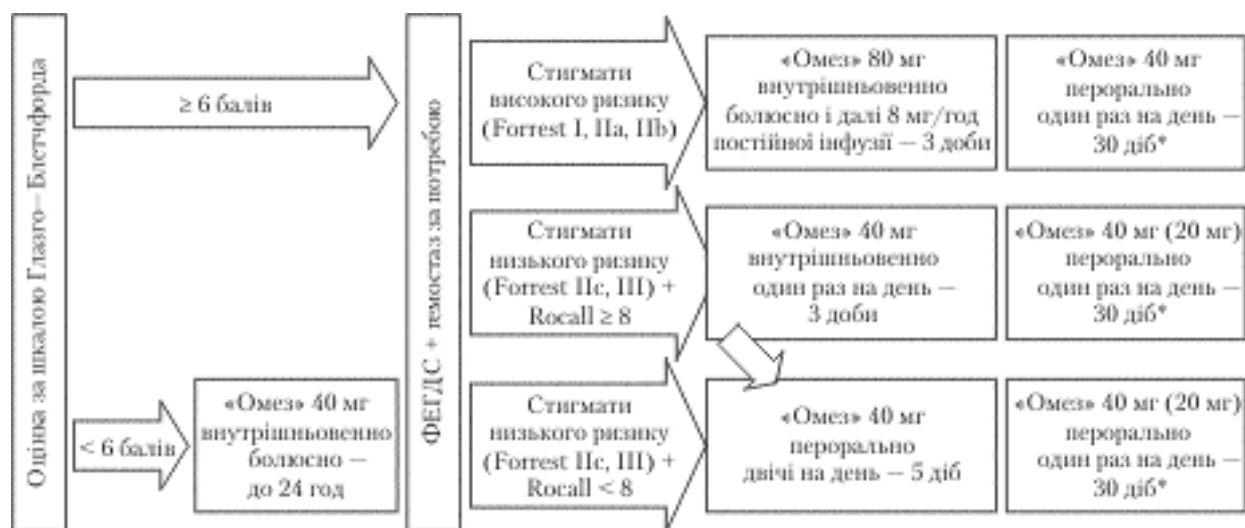 Оцінка за шкалою Глазго—Блєтчфорда
≥ 6 балів
< 6 балів
«Омез» 40 мг
внутрішньовенно
болюсно —
до 24 год
ФЕГДС + гемостаз за потребою
Стигмати
високого ризику
(Forrest I, IIa, IIb)
«Омез» 80 мг
внутрішньовенно
болюсно і далі 8 мг/год
постійної інфузії — 3 доби
«Омез» 40 мг
перорально
один раз на день —
30 діб*
Стигмати
низького ризику
(Forrest IIc, III) +
Rocall ≥ 8
«Омез» 40 мг
внутрішньовенно
один раз на день —
3 доби
«Омез» 40 мг (20 мг)
перорально
один раз на день —
30 діб*
Стигмати
низького ризику
(Forrest IIc, III) +
Rocall < 8
«Омез» 40 мг
перорально
двічі на день — 5 діб
«Омез» 40 мг (20 мг)
перорально
один раз на день —
30 діб*